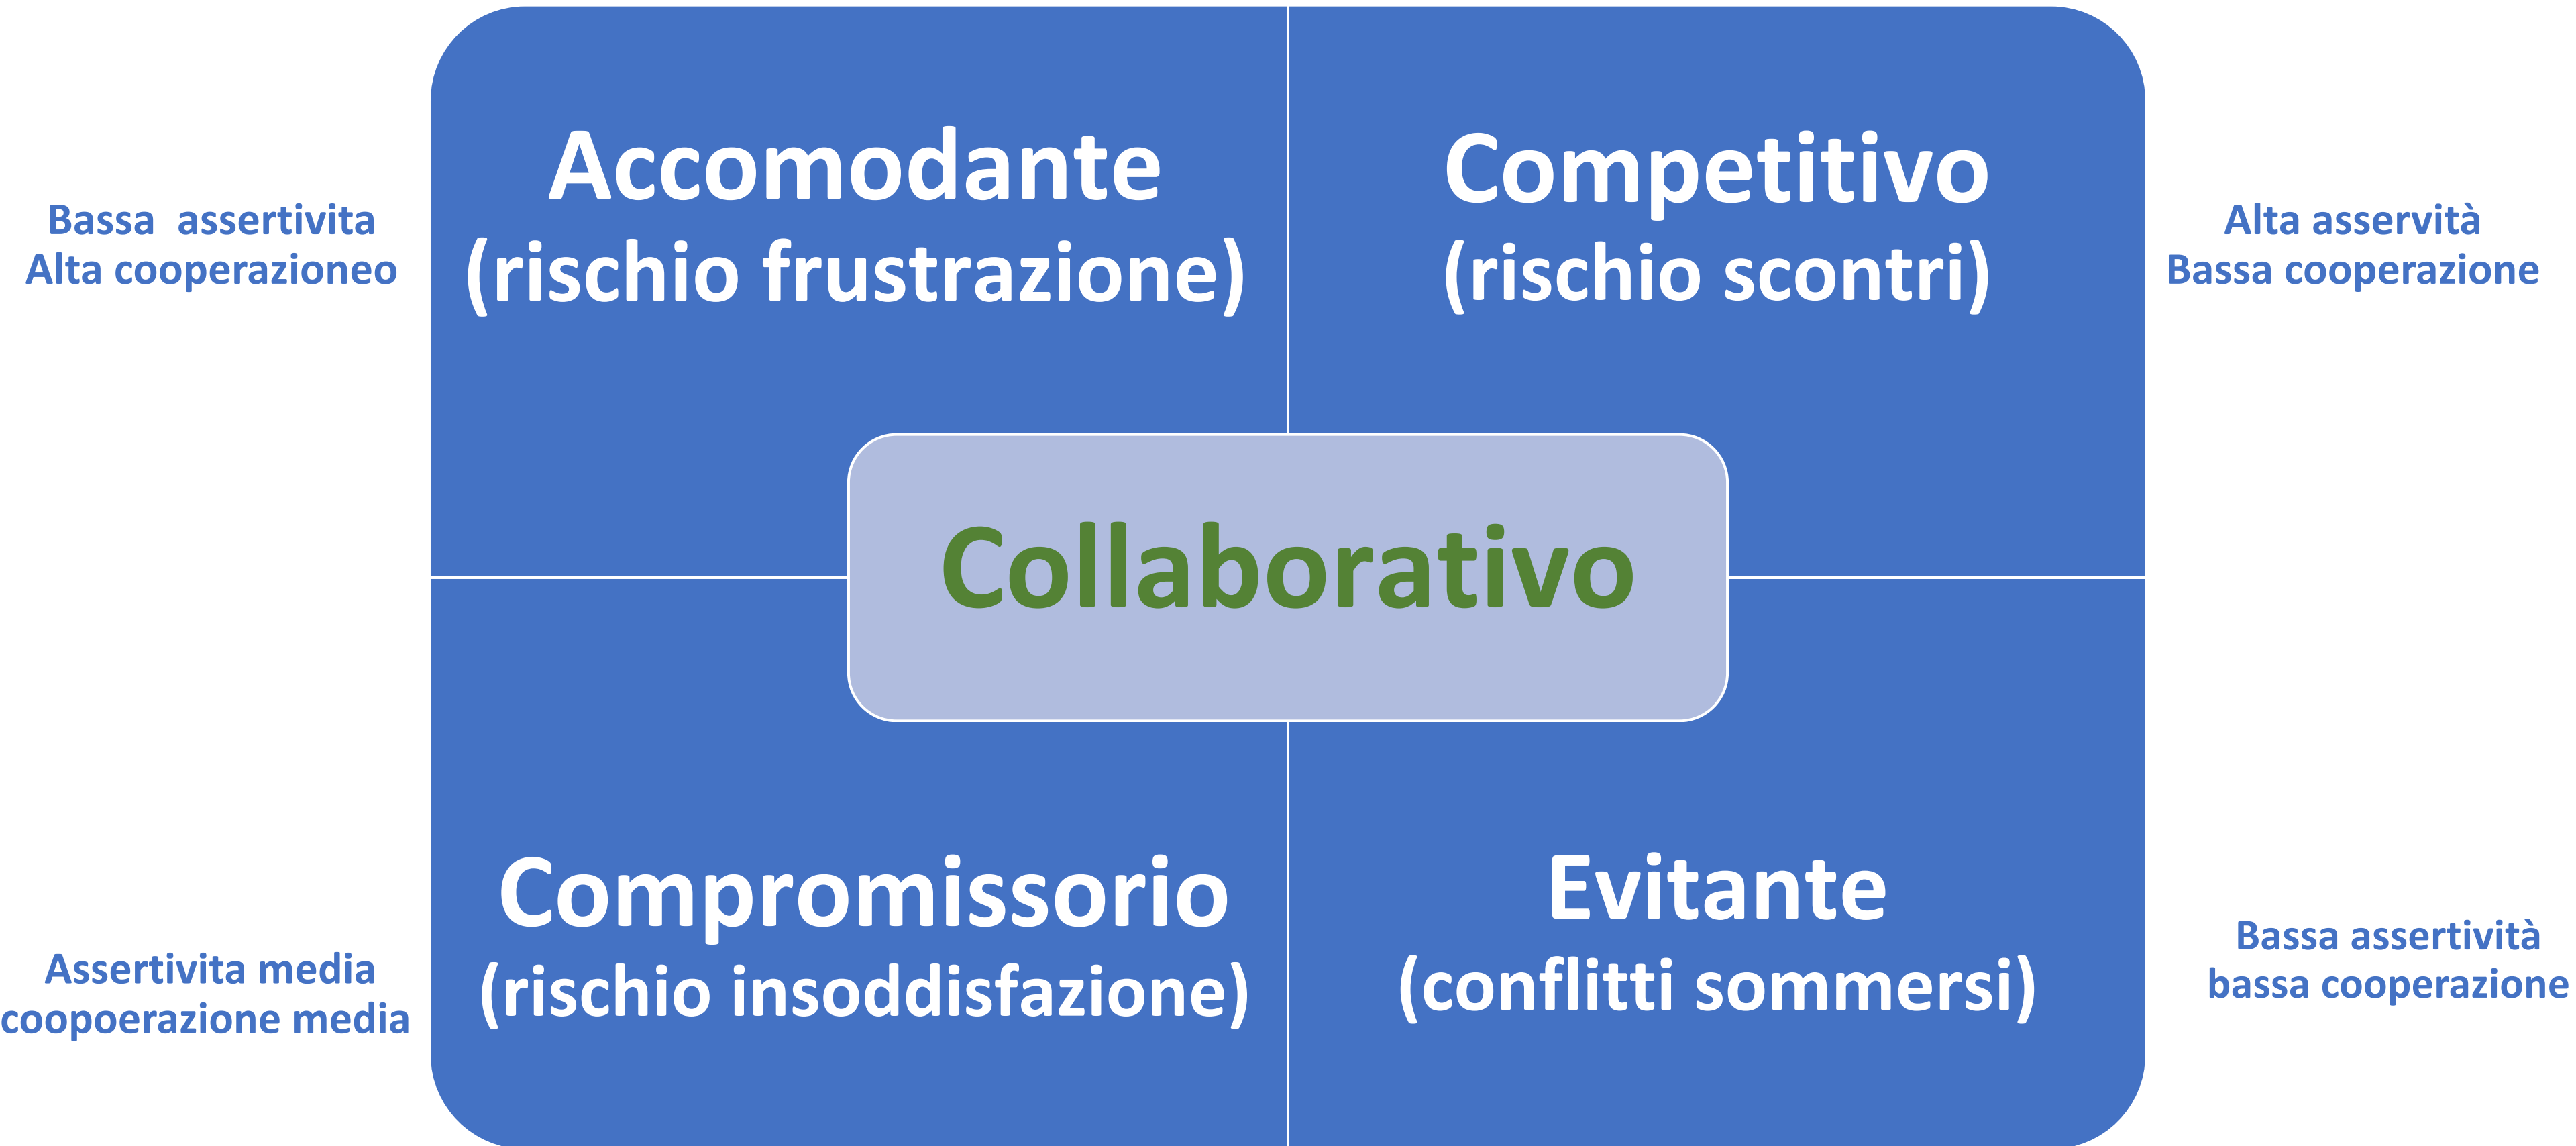 Accomodante
(rischio frustrazione)
Competitivo
(rischio scontri)
Bassa  assertivita
Alta cooperazioneo
Alta asservità
Bassa cooperazione
Collaborativo
Compromissorio
(rischio insoddisfazione)
Evitante
(conflitti sommersi)
Assertivita media
coopoerazione media
Bassa assertività
bassa cooperazione